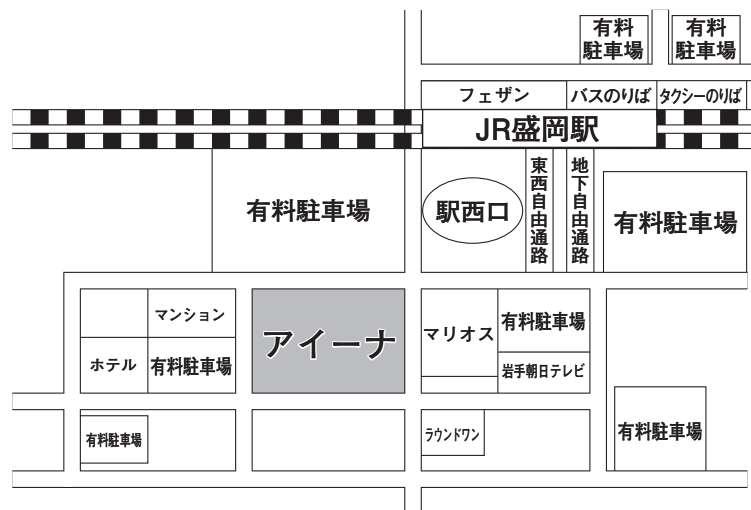 有料
駐車場
有料
駐車場
フェザン
バスのりば
タクシーのりば
JR盛岡駅
有料駐車場
駅西口
東西自由通路
地下自由通路
有料駐車場
マンション
アイーナ
マリオス
有料駐車場
ホテル
有料駐車場
岩手朝日テレビ
有料駐車場
ラウンドワン
有料駐車場